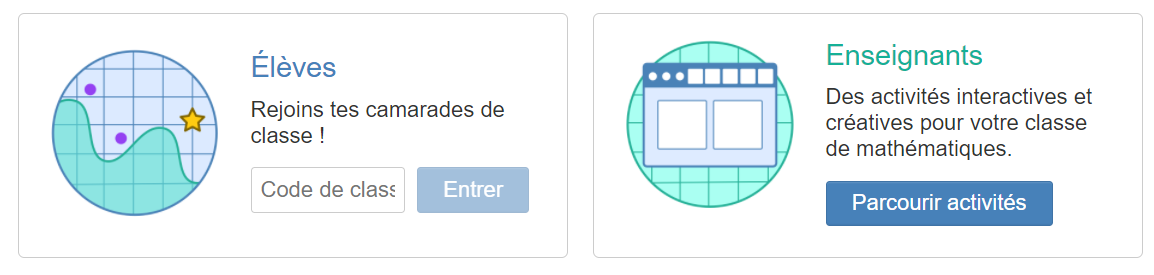 Élèves
Rejoins tes camarades de
classe !
Code de class
Entrer
Enseignants
Des activités interactives et
créatives pour votre classe
de mathématiques.
Parcourir activités